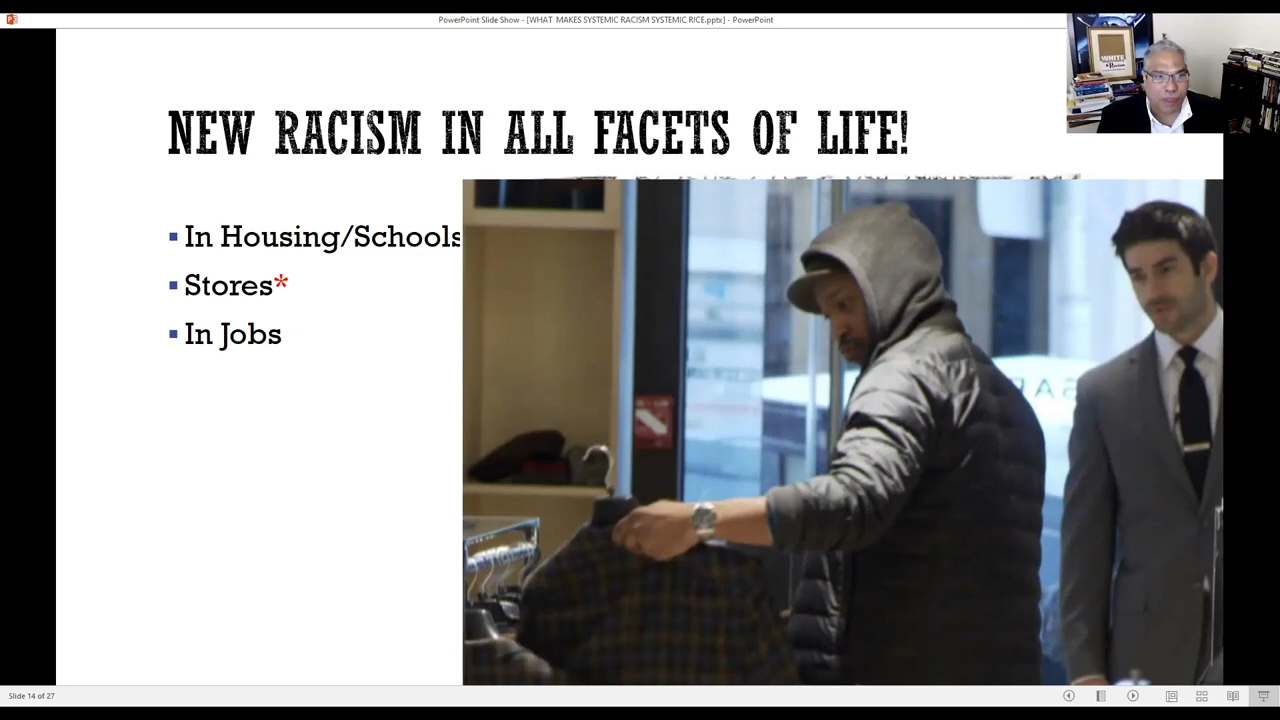 PowerPoint Slide Show - [WHAT MAKES SYSTEMIC RACISM SYSTEMIC RICE.pptx] - PowerPoint
WHITE
NEW RACISM IN ALL FACETS OF LIFE!
▪ In Housing/Schools
▪ Stores*
▪ In Jobs
Slide 14 of 27